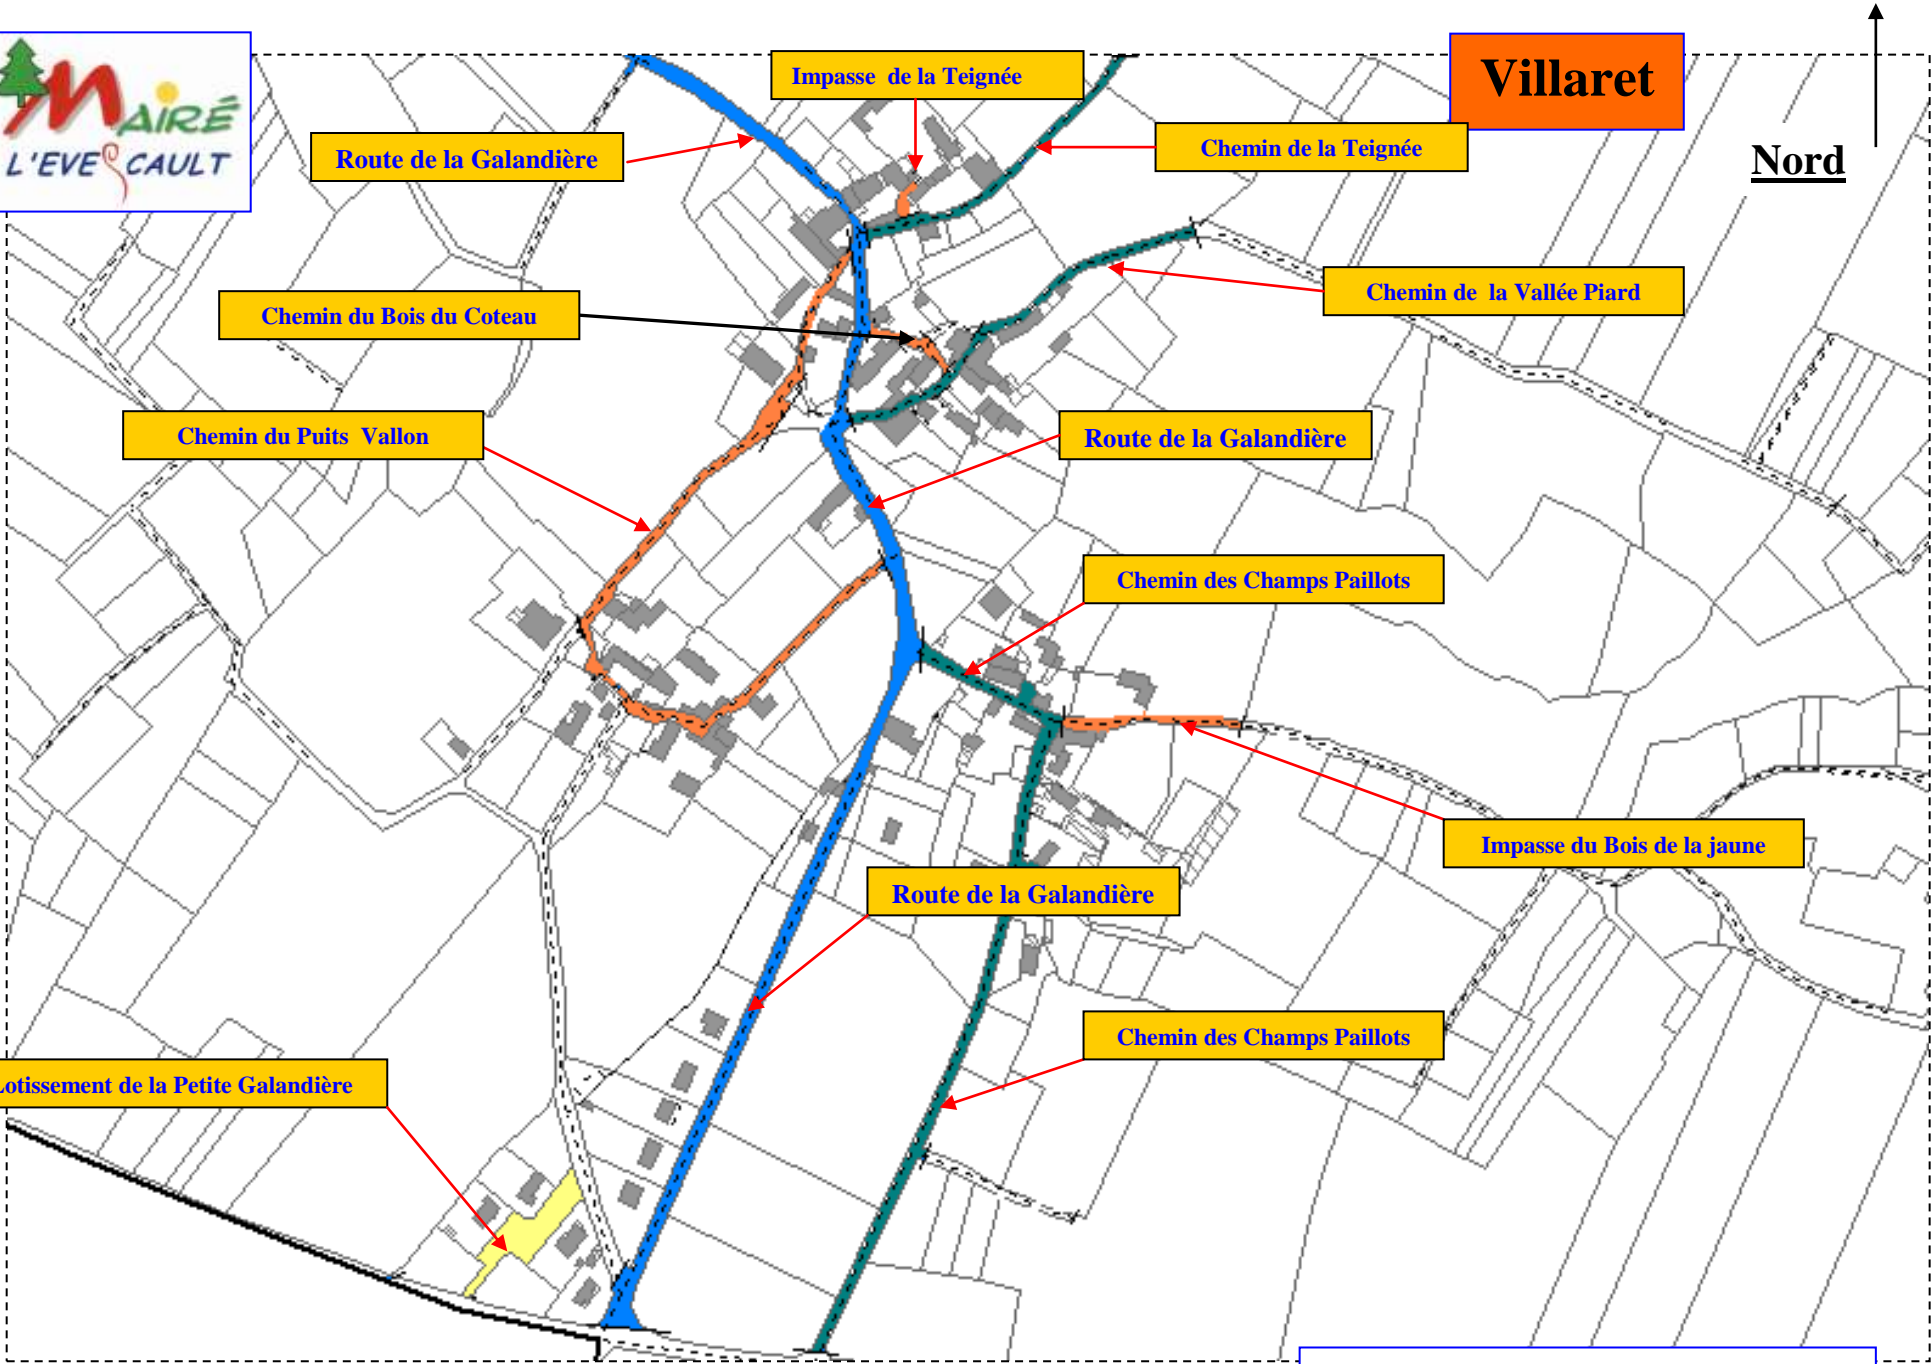 MAIRÉ
L'EVESCAULT
Impasse de la Teignée
Villaret
Route de la Galandière
Chemin de la Teignée
Nord
Chemin de la Vallée Piard
Chemin du Bois du Coteau
Chemin du Puits Vallon
Route de la Galandière
Chemin des Champs Paillots
Impasse du Bois de la jaune
Route de la Galandière
Chemin des Champs Paillots
Lotissement de la Petite Galandière